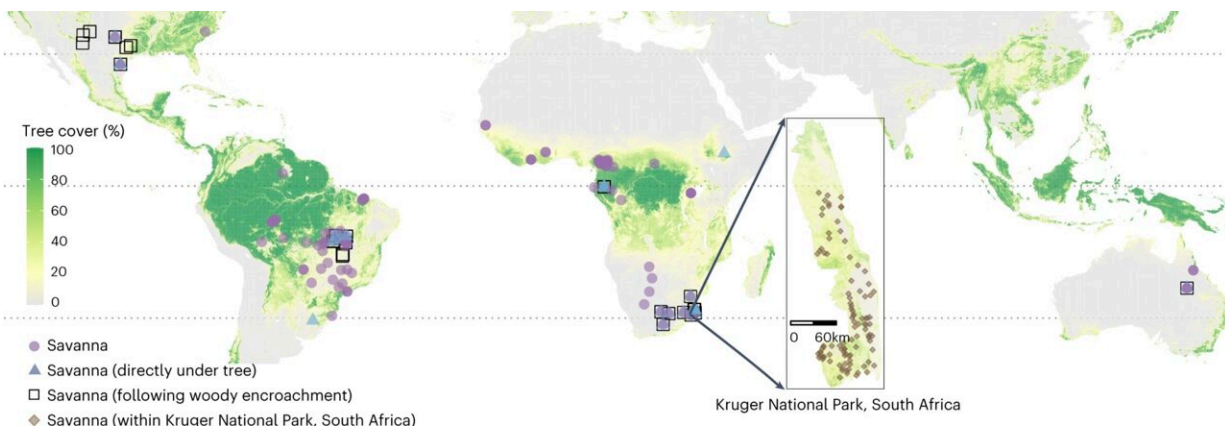 Tree cover (%)
100
80
60
40
20
0
Savanna
Savanna (directly under tree)
Savanna (following woody encroachment)
Savanna (within Kruger National Park, South Africa)
0 60km
Kruger National Park, South Africa